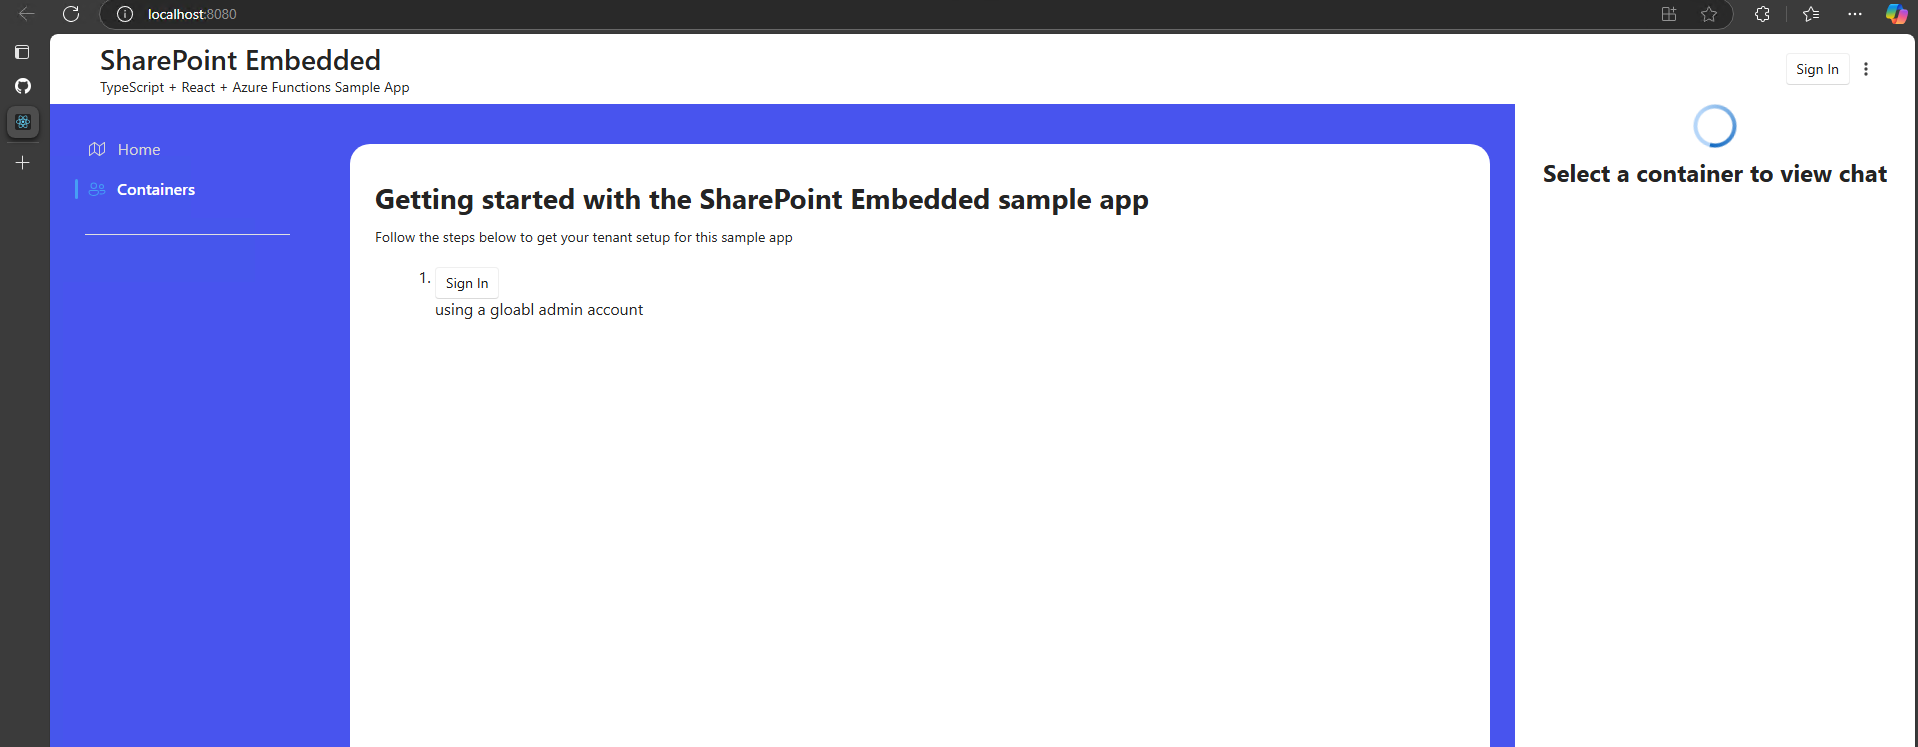 localhost:8080
SharePoint Embedded
TypeScript + React + Azure Functions Sample App
Sign In
Home
Containers
Getting started with the SharePoint Embedded sample app
Follow the steps below to get your tenant setup for this sample app
1. Sign In
using a gloabl admin account
Select a container to view chat